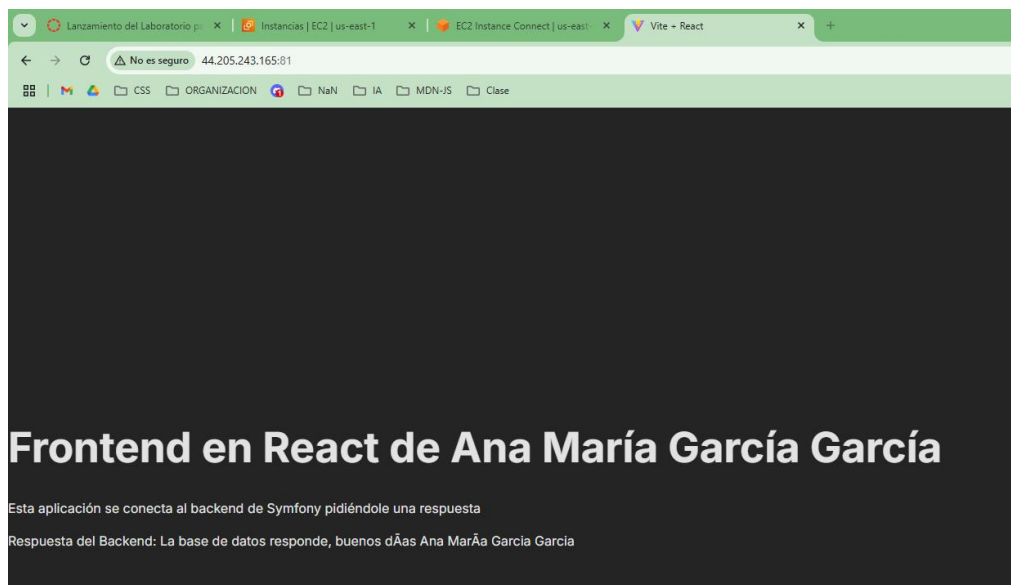 Lanzamiento del Laboratorio p
Instancias | EC2 | us-east-1
EC2 Instance Connect | us-east-
Vite + React
No es seguro
44.205.243.165:81
CSS
ORGANIZACION
NaN
IA
MDN-JS
Clase
Frontend en React de Ana María García García
Esta aplicación se conecta al backend de Symfony pidiéndole una respuesta
Respuesta del Backend: La base de datos responde, buenos dÃas Ana MarÃa Garcia Garcia